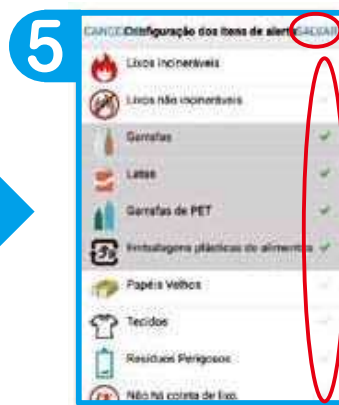 5
CANCE Configuração dos itens de alerta SALVAR
Lixos incineráveis
Lixos não incineráveis
Garrafas
Latas
Garrafas de PET
Embalagens plásticas de alimentos
Papéis Velhos
Tecidos
Resíduos Perigosos
Não há coleta de lixo.